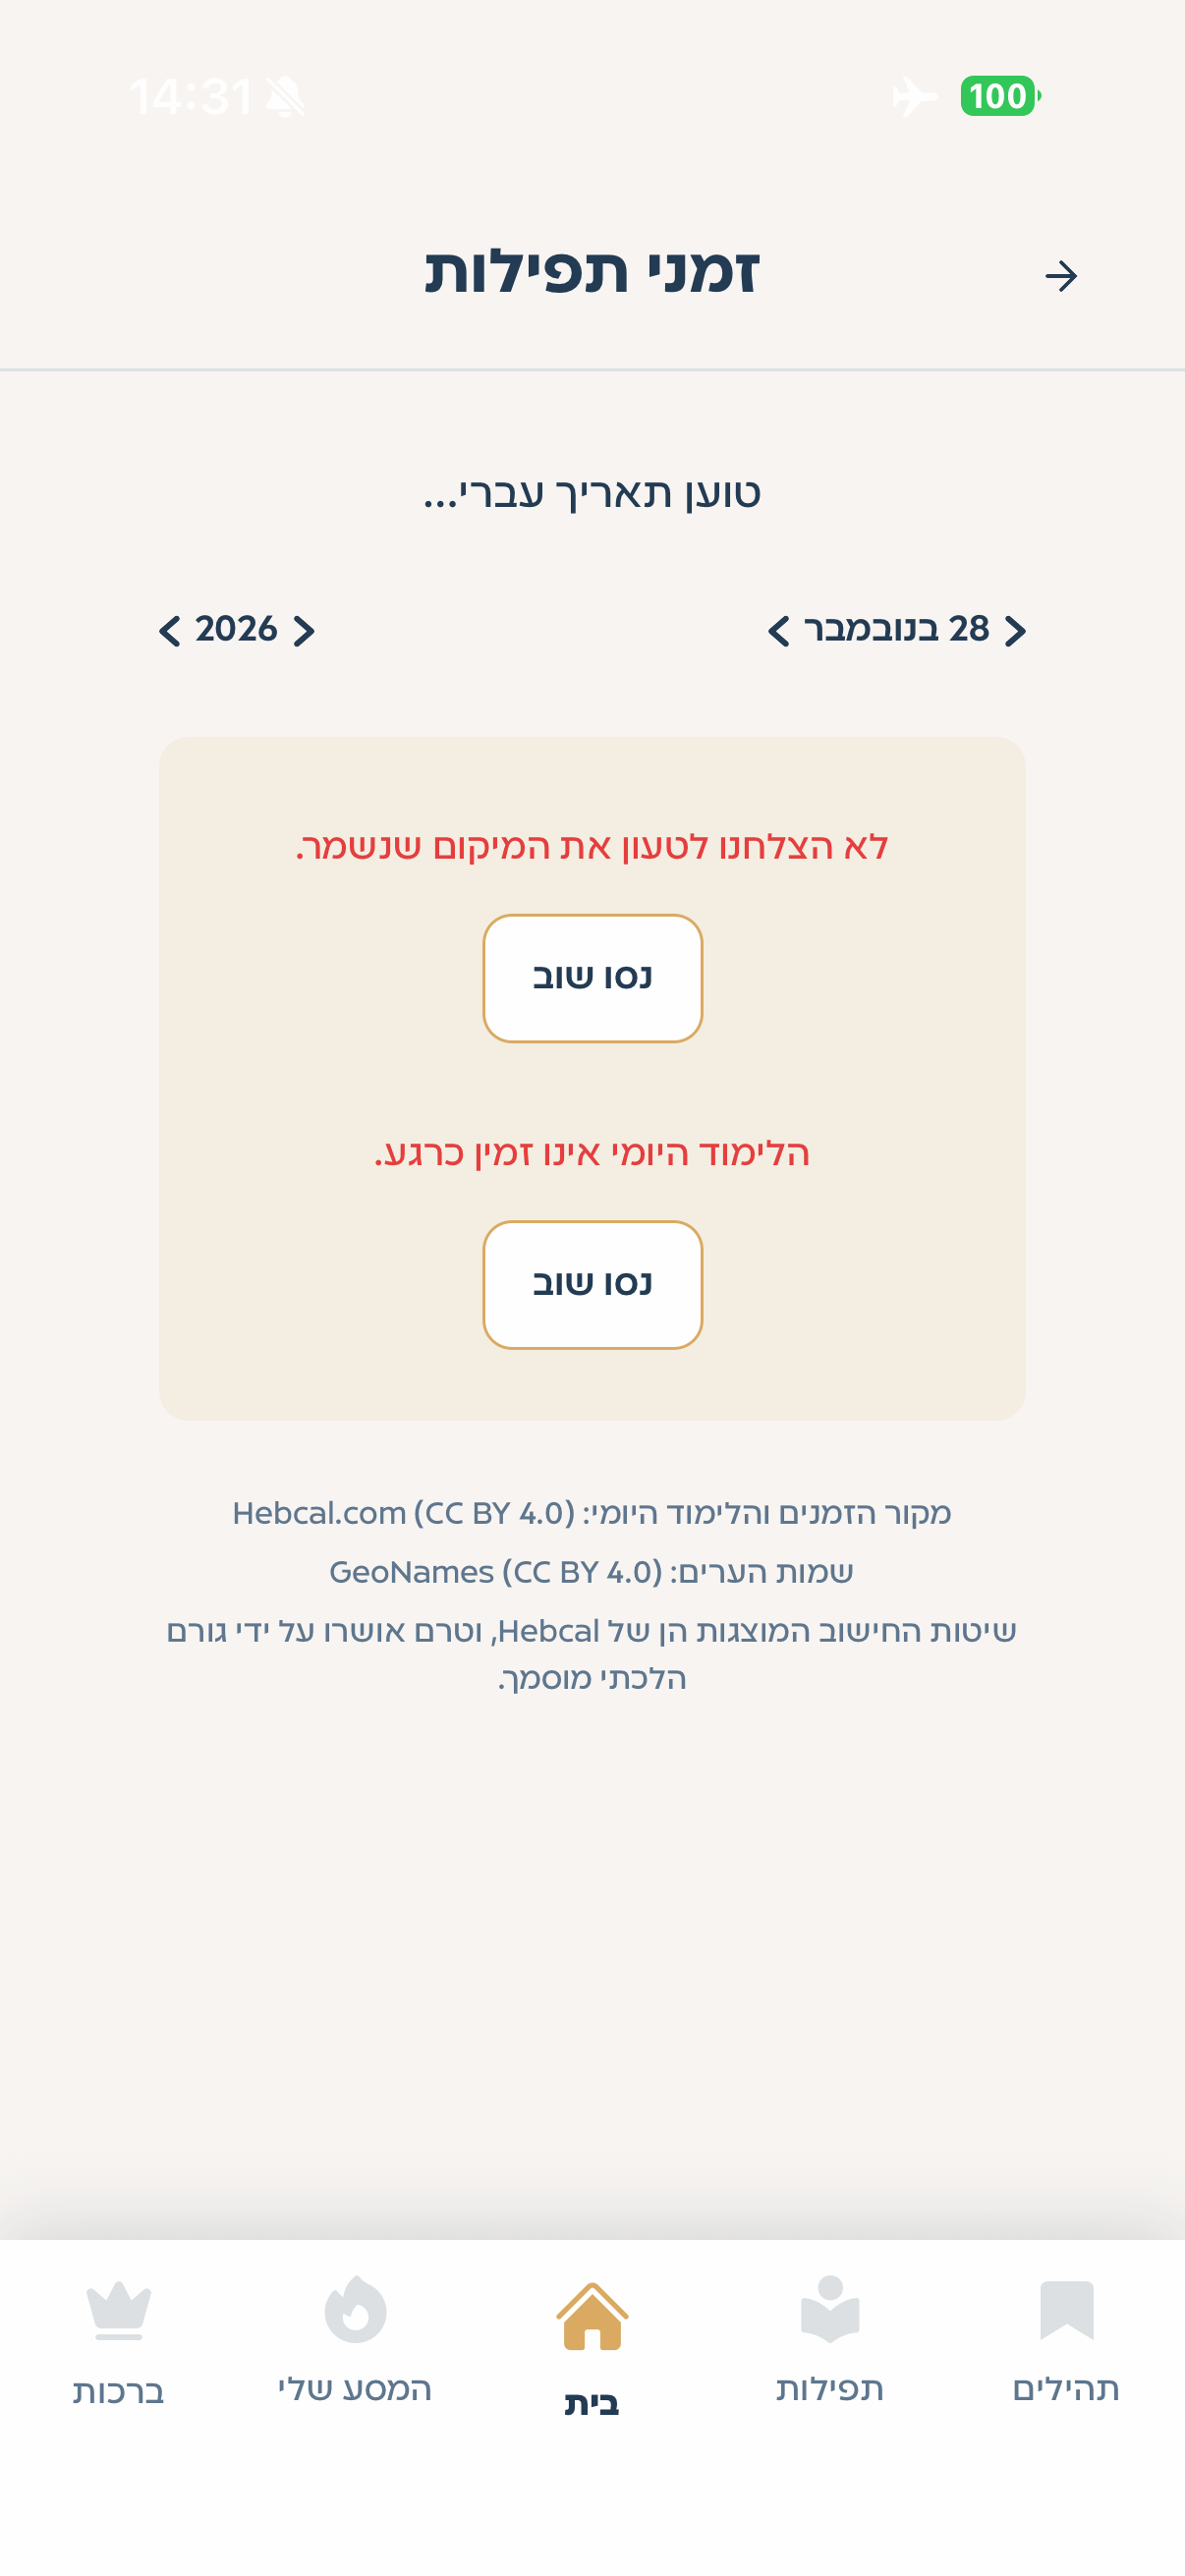 14:31
100
זמני תפילות
טוען תאריך עברי...
28 בנובמבר
2026
לא הצלחנו לטעון את המיקום שנשמר.
נסו שוב
הלימוד היומי אינו זמין כרגע.
נסו שוב
מקור הזמנים והלימוד היומי: Hebcal.com (CC BY 4.0)
שמות הערים: GeoNames (CC BY 4.0)
שיטות החישוב המוצגות הן של Hebcal, וטרם אושרו על ידי גורם
הלכתי מוסמך.
תהילים
תפילות
בית
המסע שלי
ברכות